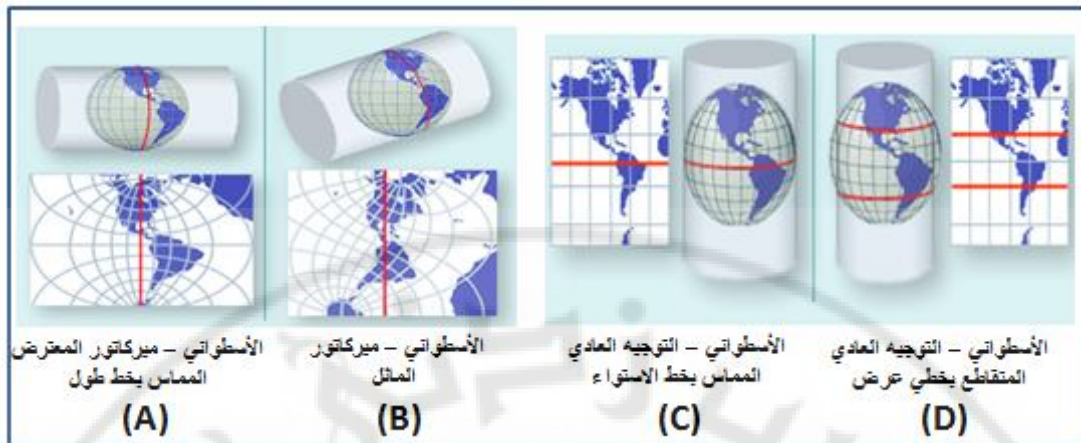 الأسطواني – ميركاتور المعترض
المماس بخط طول
(A)
الأسطواني – ميركاتور
المائل
(B)
الأسطواني – التوجيه العادي
المماس بخط الاستواء
(C)
الأسطواني – التوجيه العادي
المتقاطع بخطي عرض
(D)